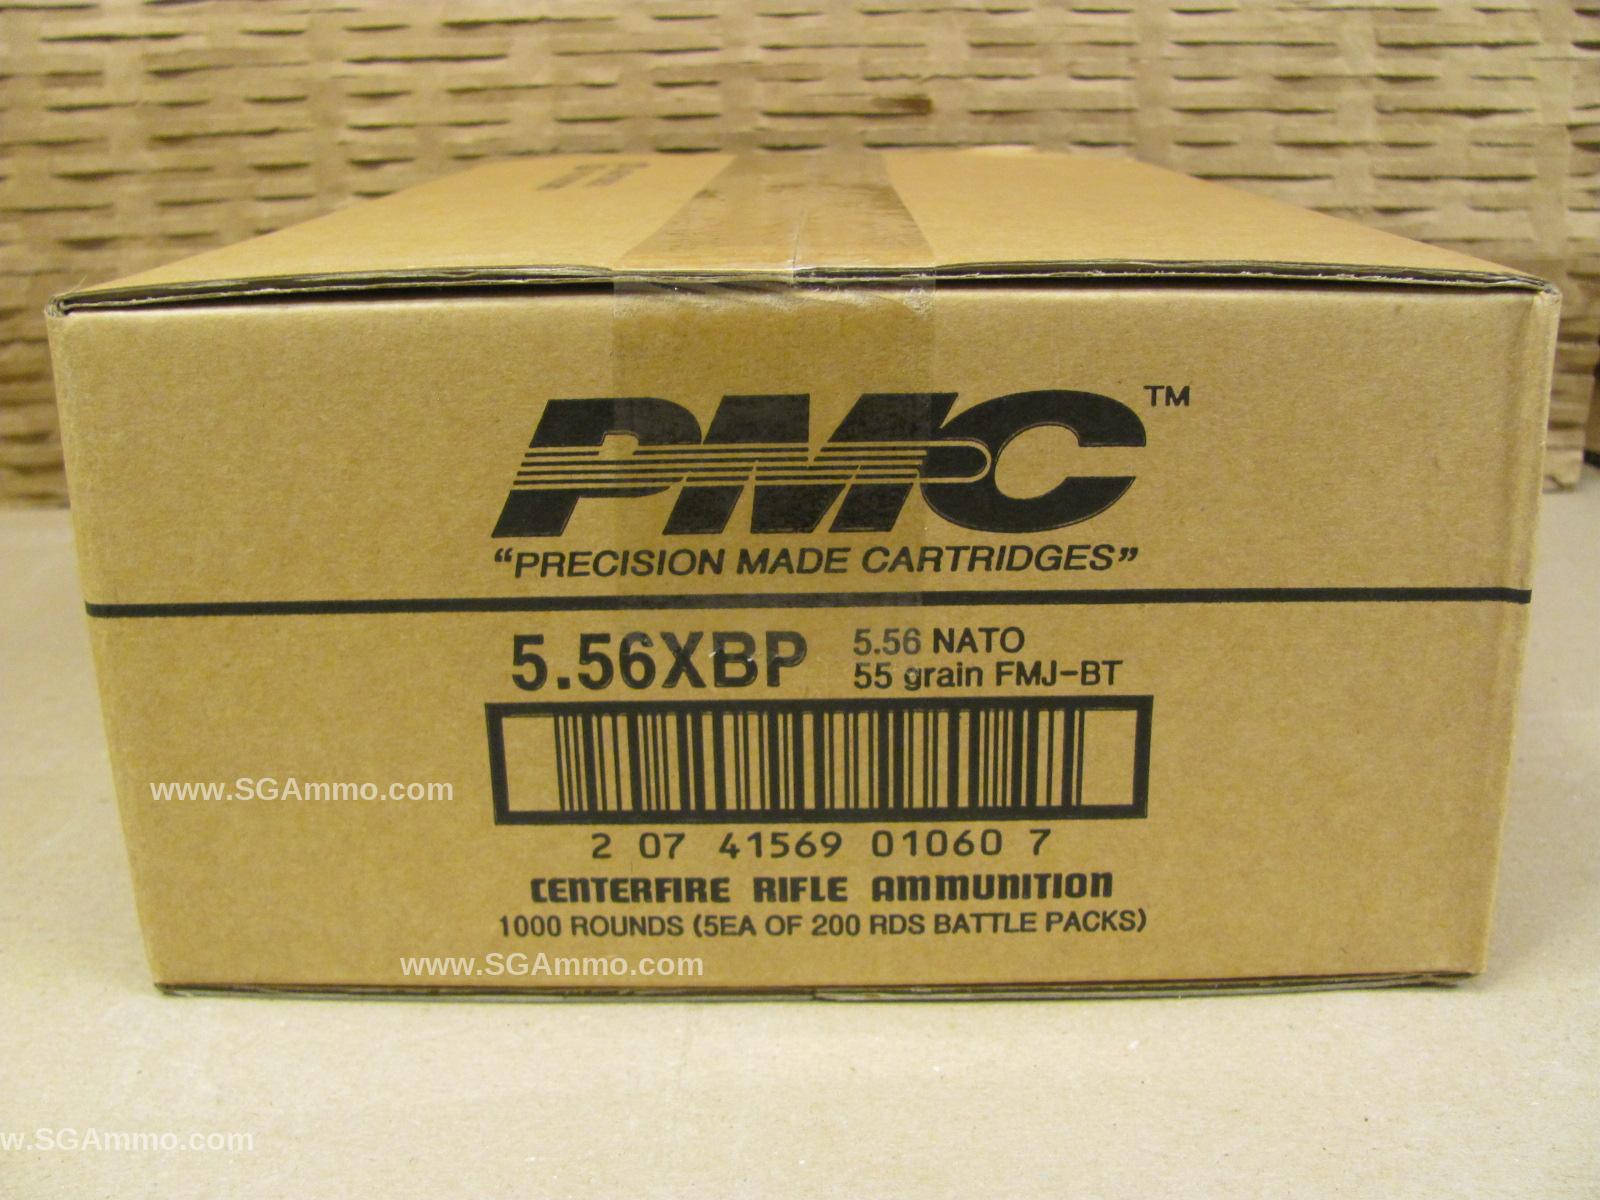 PMC™
“PRECISION MADE CARTRIDGES”
5.56XBP
5.56 NATO
55 grain FMJ-BT
2 07 41569 01060 7
CENTERFIRE RIFLE AMMUNITION
1000 ROUNDS (5EA OF 200 RDS BATTLE PACKS)
www.SGAmmo.com
www.SGAmmo.com
w.SGAmmo.com